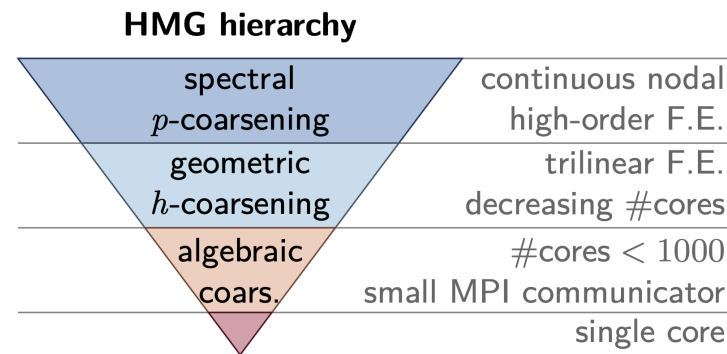 HMG hierarchy
spectral
p-coarsening
continuous nodal
high-order F.E.
geometric
h-coarsening
trilinear F.E.
decreasing #cores
algebraic
coars.
#cores < 1000
small MPI communicator
single core